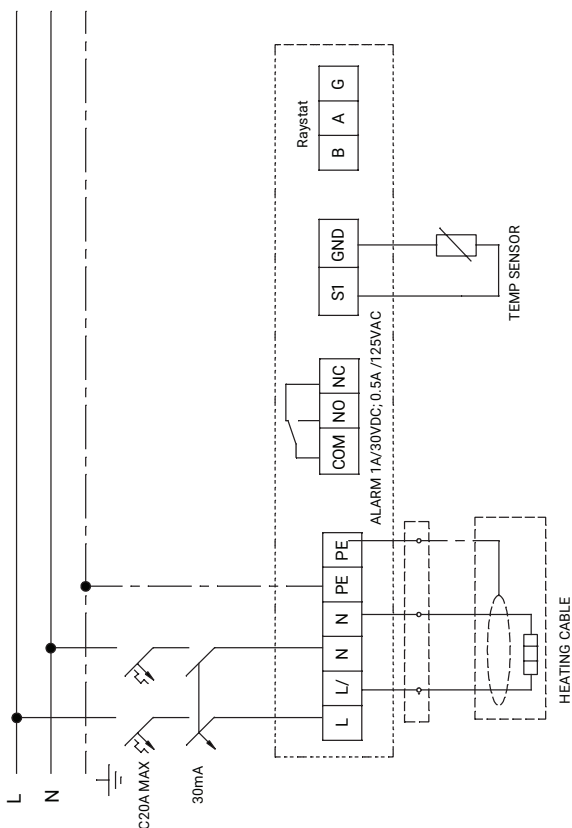 L
N
C20A MAX
30mA
L
L/
N
N
PE
PE
COM
NO
NC
ALARM 1A/30VDC; 0.5A /125VAC
S1
GND
Raystat
B
A
G
TEMP SENSOR
HEATING CABLE